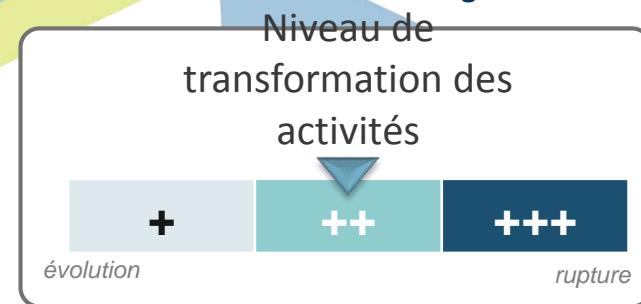 Niveau de
transformation des
activités
+ ++ +++
évolution rupture